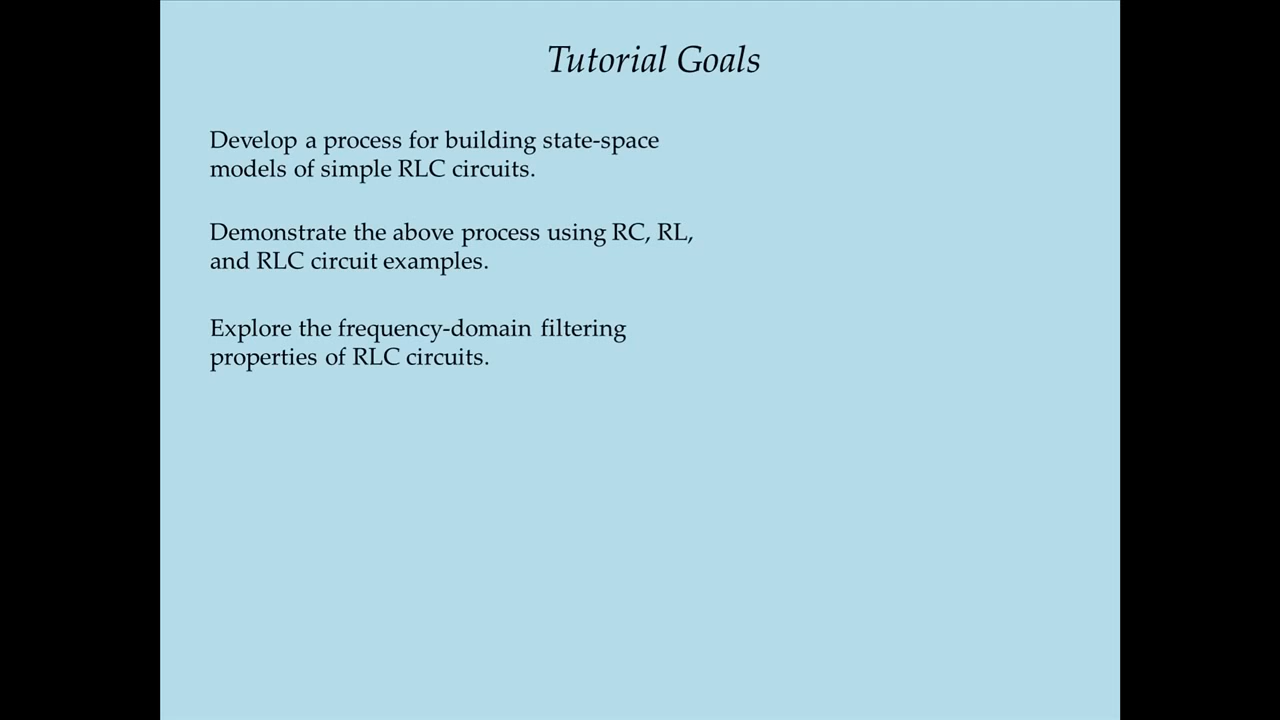 Tutorial Goals
Develop a process for building state-space
models of simple RLC circuits.
Demonstrate the above process using RC, RL,
and RLC circuit examples.
Explore the frequency-domain filtering
properties of RLC circuits.